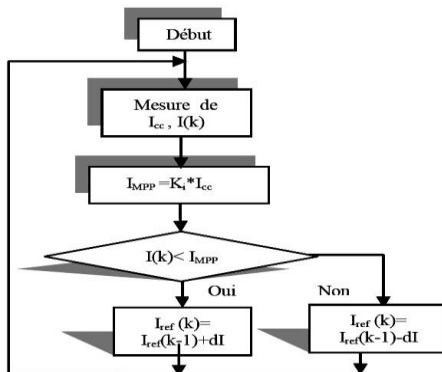 Début
Mesure de
Icc , I(k)
IMPP =Ki*Icc
I(k)< IMPP
Oui
Non
Iref (k)=
Iref(k-1)+dI
Iref (k)=
Iref(k-1)-dI